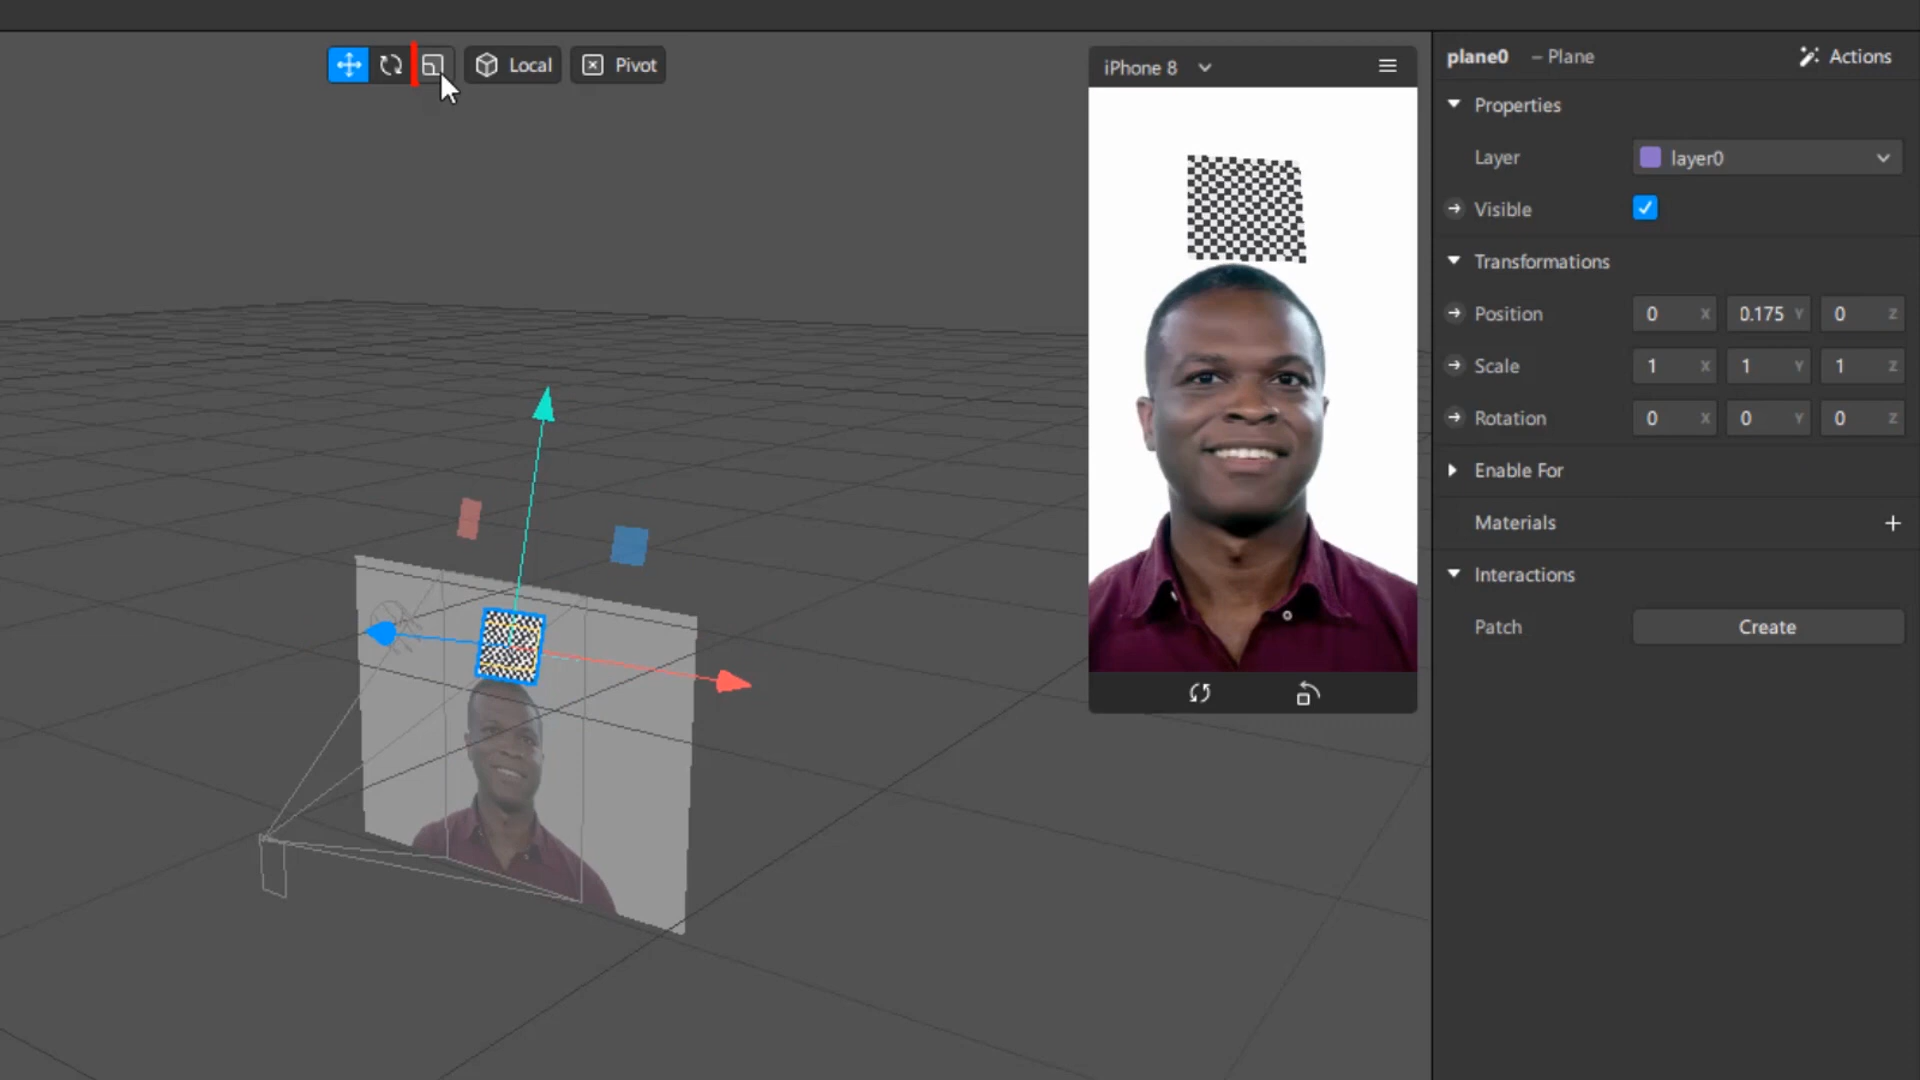 Local
Pivot
iPhone 8
plane0 – Plane
Actions
Properties
Layer
layer0
Visible
Transformations
Position 0 X 0.175 Y 0 Z
Scale 1 X 1 Y 1 Z
Rotation 0 X 0 Y 0 Z
Enable For
Materials
Interactions
Patch
Create